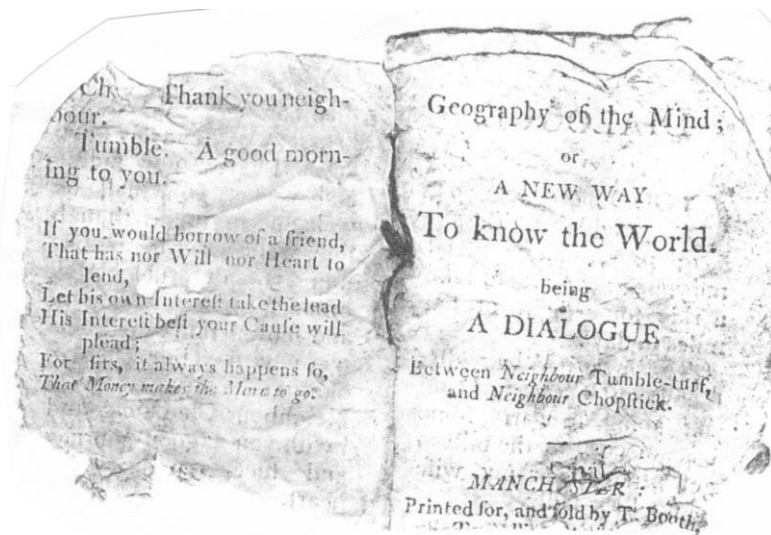 Ch. Thank you neigh-
bour.
Tumble. A good morn-
ing to you.
If you would borrow of a friend,
That has nor Will nor Heart to
lend,
Let his own Intereſt take the lead
His Intereſt beſt your Cauſe will
plead;
For ſirs, it always happens ſo,
That Money makes the Mare to go.
Geography of the Mind;
or
A NEW WAY
To know the World.
being
A DIALOGUE
Between Neighbour Tumble-turf,
and Neighbour Chopſtick.
MANCHESTER:
Printed for, and ſold by T. Booth,